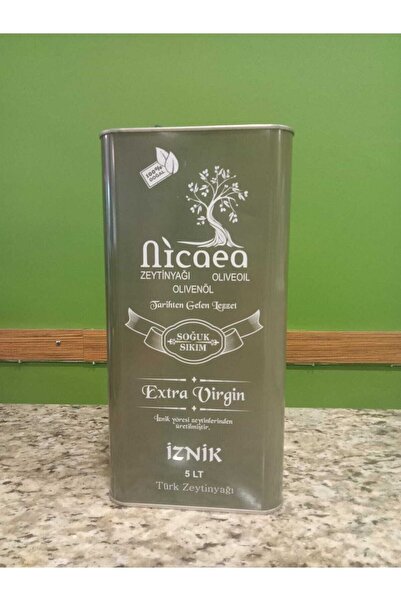 100%
DOĞAL
Nicaea
ZEYTİNYAĞI OLIVEOIL
OLIVENÖL
Tarihten Gelen Lezzet
SOĞUK
SIKIM
Extra Virgin
İznik yöresi zeytinlerinden
üretilmiştir.
İZNİK
5 LT
Türk Zeytinyağı